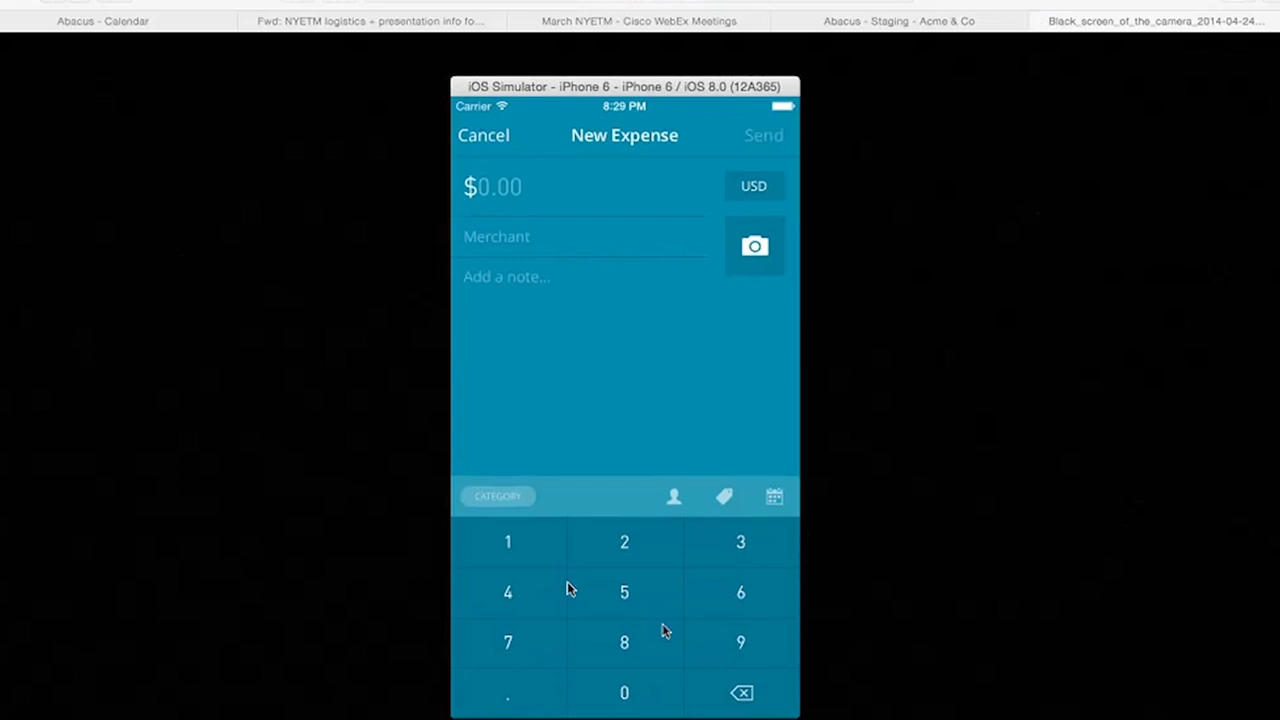 Abacus - Calendar
Fwd: NYETM logistics + presentation info fo...
March NYETM - Cisco WebEx Meetings
Abacus - Staging - Acme & Co
Black_screen_of_the_camera_2014-04-24...
iOS Simulator - iPhone 6 - iPhone 6 / iOS 8.0 (12A365)
Carrier 8:29 PM
Cancel New Expense Send
$0.00 USD
Merchant
Add a note...
CATEGORY
1 2 3
4 5 6
7 8 9
. 0